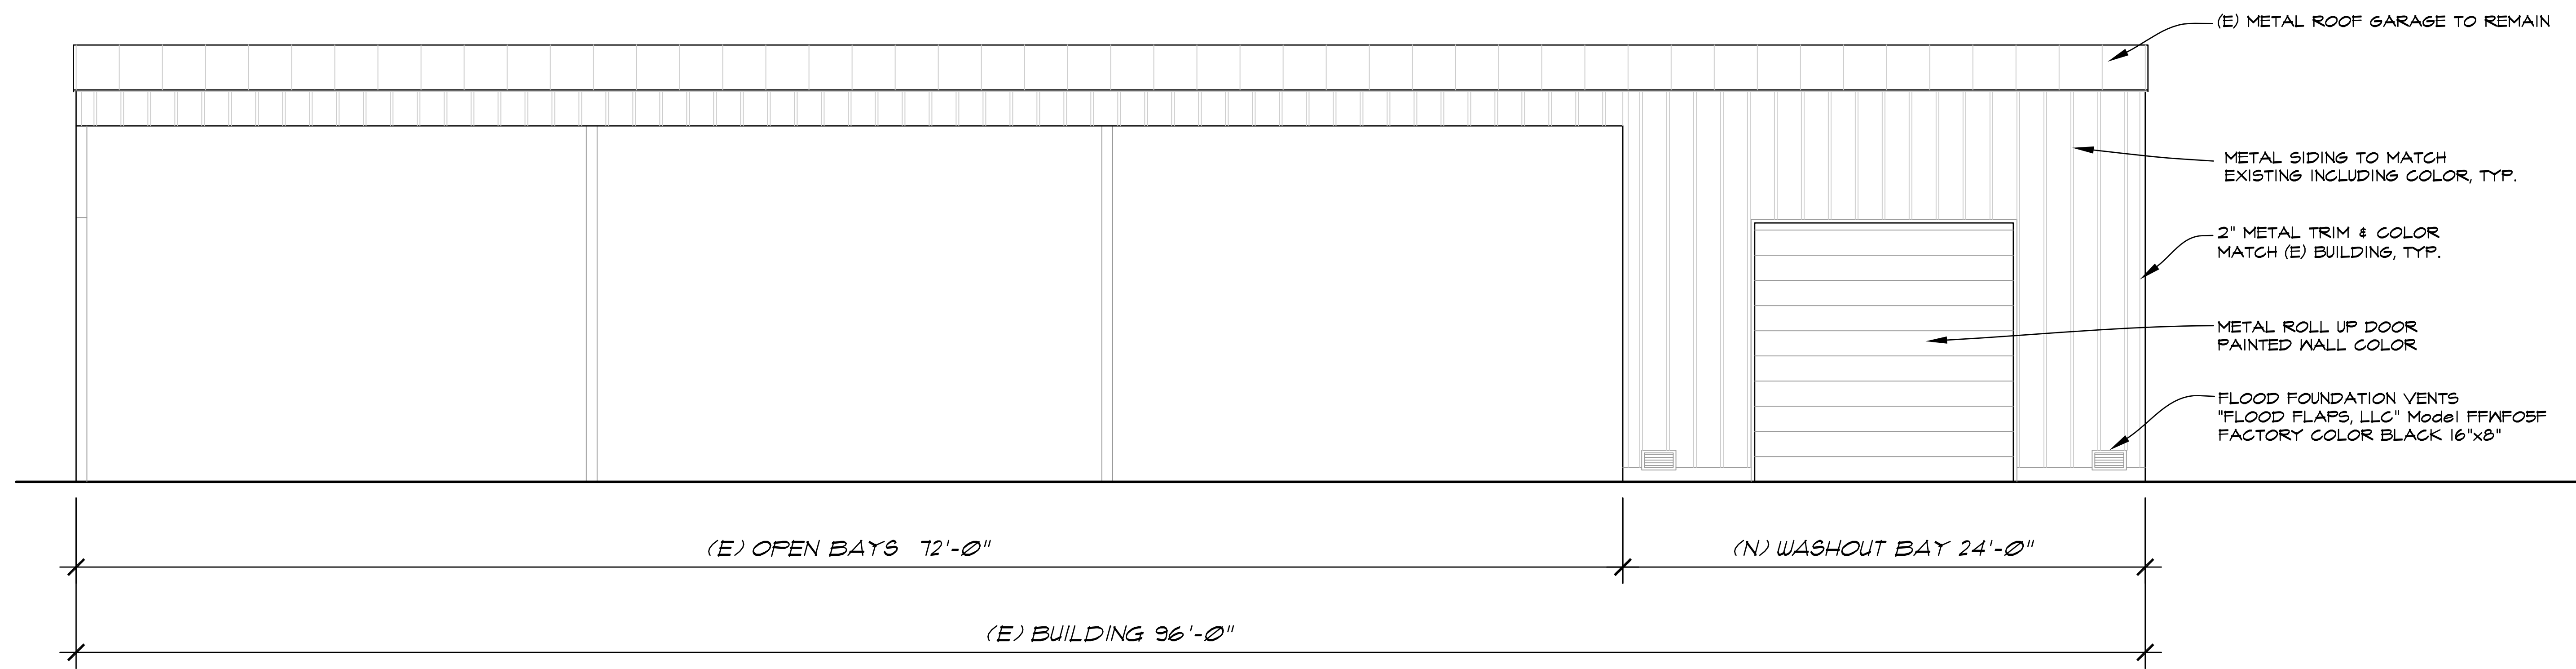 (E) METAL ROOF GARAGE TO REMAIN
METAL SIDING TO MATCH
EXISTING INCLUDING COLOR, TYP.
2" METAL TRIM & COLOR
MATCH (E) BUILDING, TYP.
METAL ROLL UP DOOR
PAINTED WALL COLOR
FLOOD FOUNDATION VENTS
"FLOOD FLAPS, LLC" Model FFWF05F
FACTORY COLOR BLACK 16"x8"
(E) OPEN BAYS 72'-0"
(N) WASHOUT BAY 24'-0"
(E) BUILDING 96'-0"